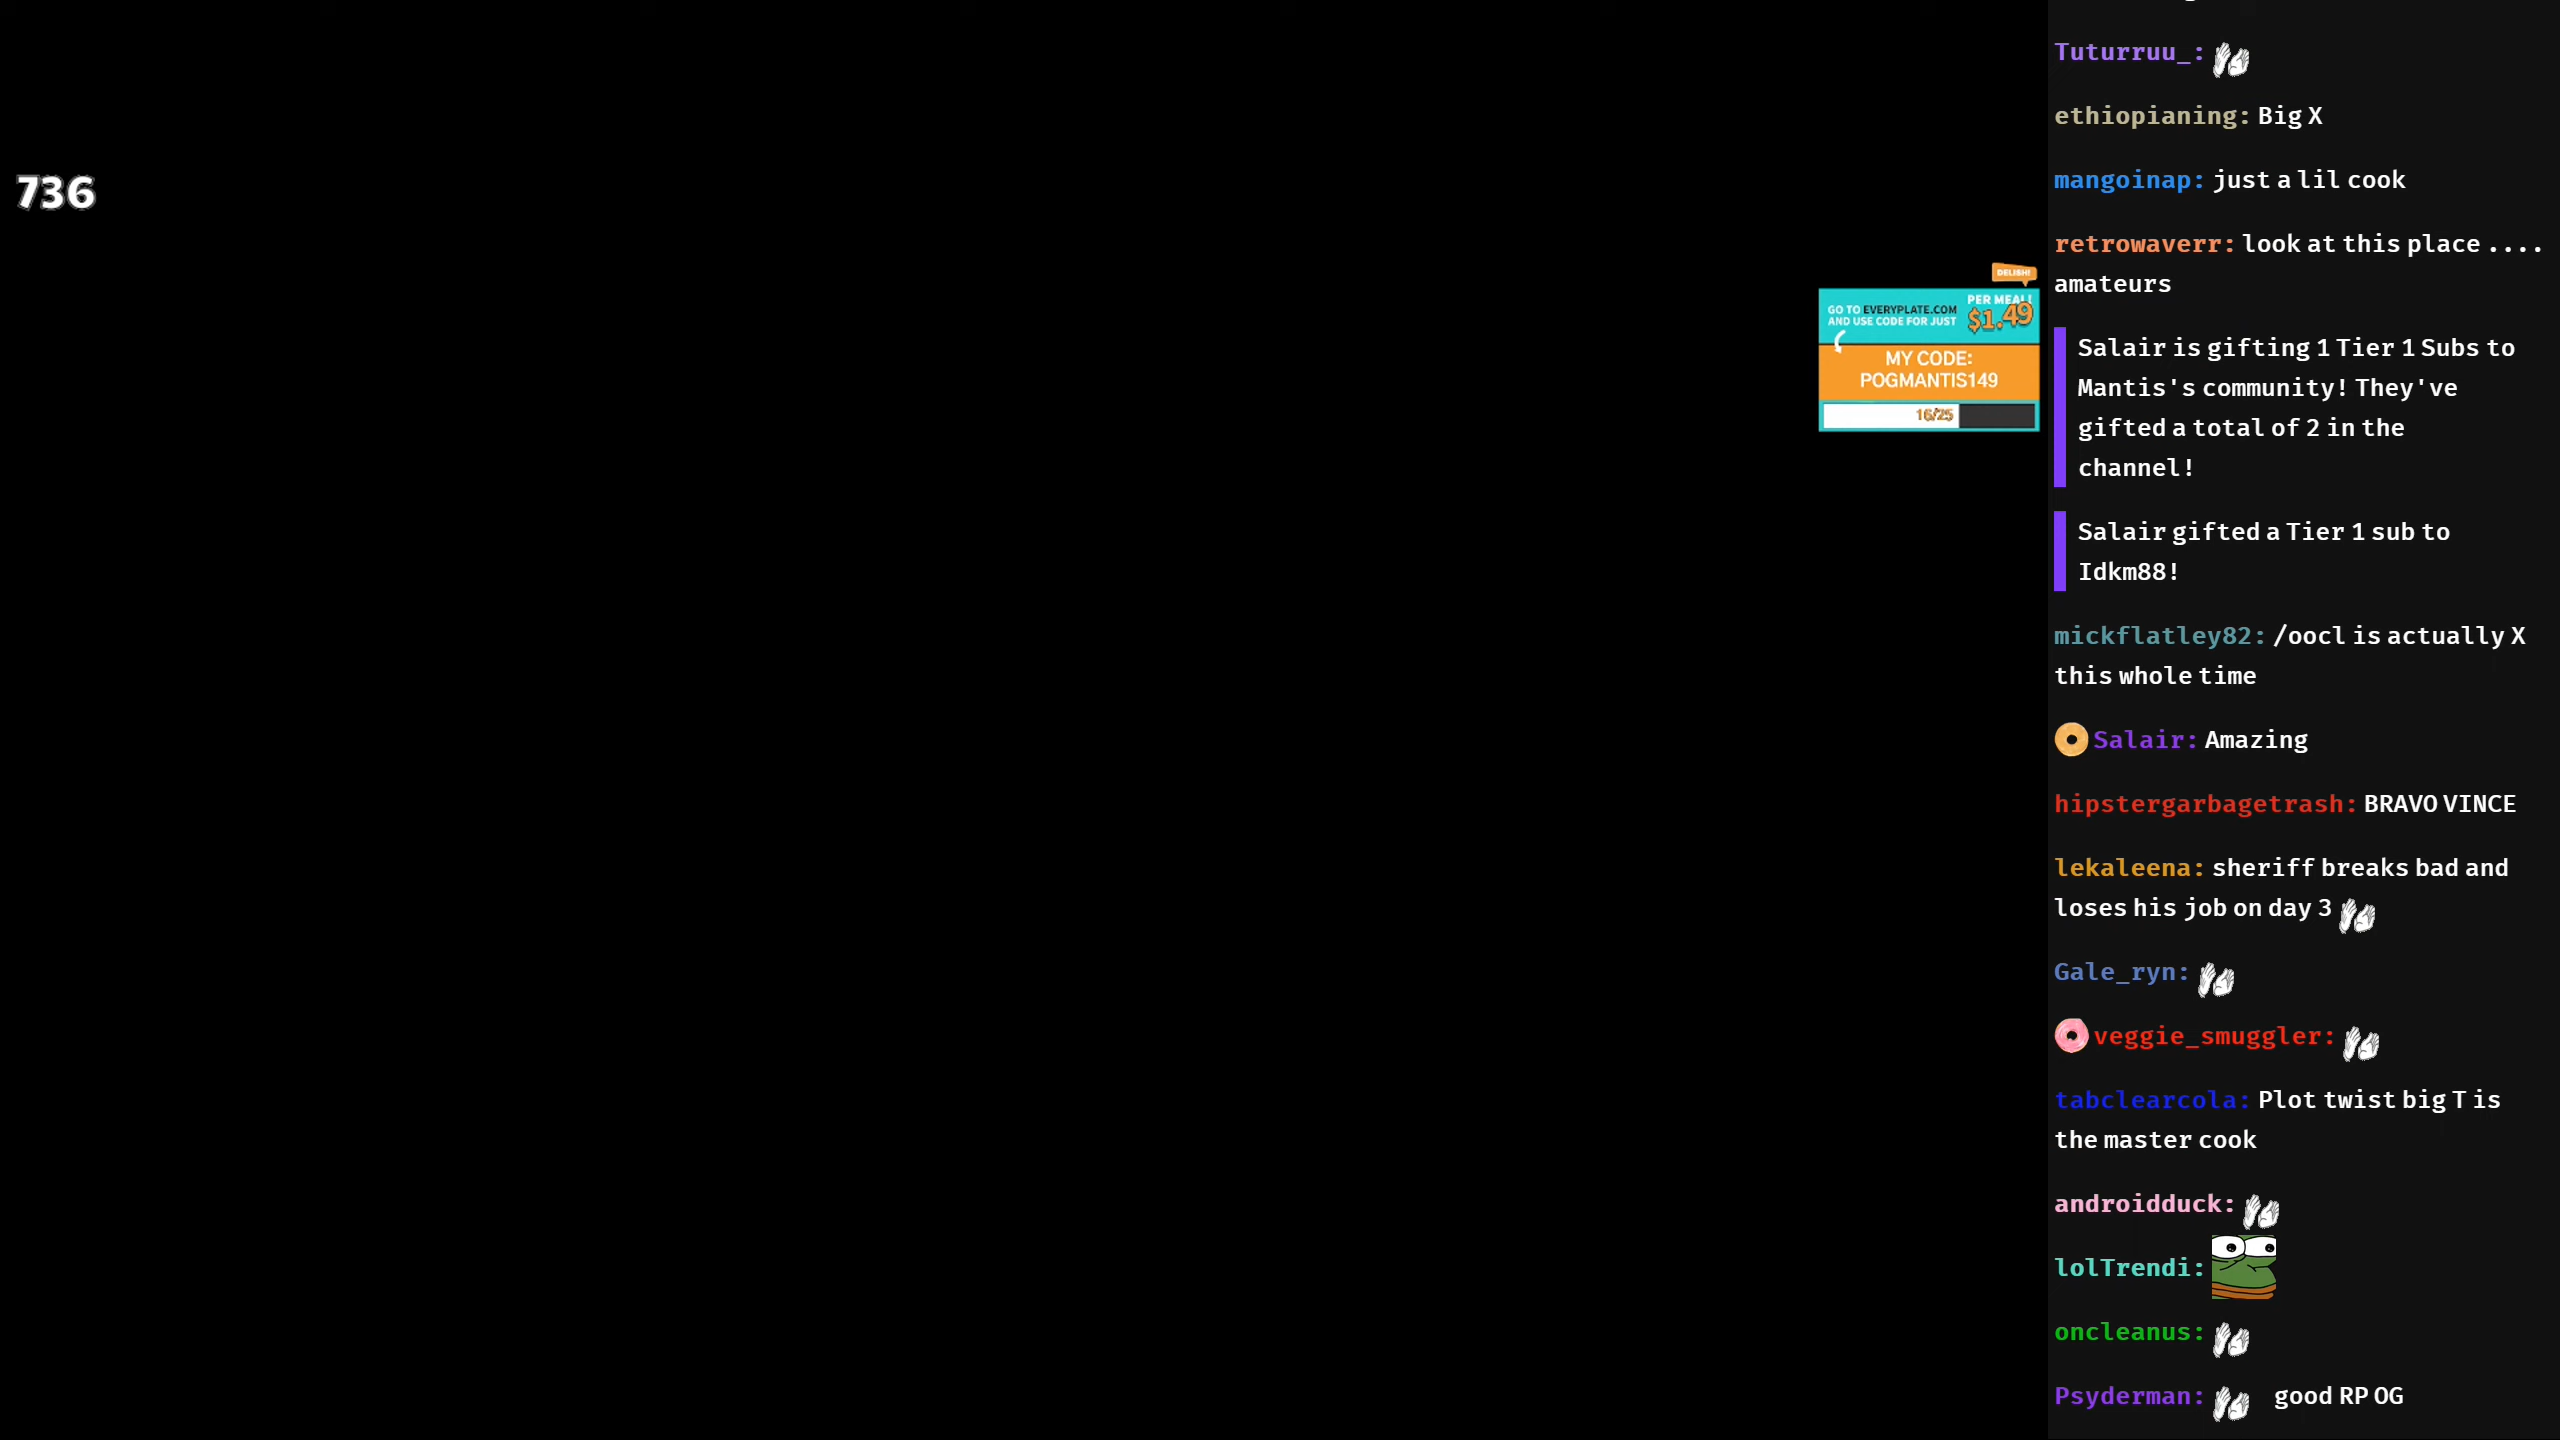 736
DELISH!
GO TO EVERYPLATE.COM
AND USE CODE FOR JUST
PER MEAL!
$1.49
MY CODE:
POGMANTIS149
16/25
Tuturruu_:
ethiopianing: Big X
mangoinap: just a lil cook
retrowaverr: look at this place ....
amateurs
Salair is gifting 1 Tier 1 Subs to
Mantis's community! They've
gifted a total of 2 in the
channel!
Salair gifted a Tier 1 sub to
Idkm88!
mickflatley82: /oocl is actually X
this whole time
Salair: Amazing
hipstergarbagetrash: BRAVO VINCE
lekaleena: sheriff breaks bad and
loses his job on day 3
Gale_ryn:
veggie_smuggler:
tabclearcola: Plot twist big T is
the master cook
androidduck:
lolTrendi:
oncleanus:
Psyderman: good RP OG